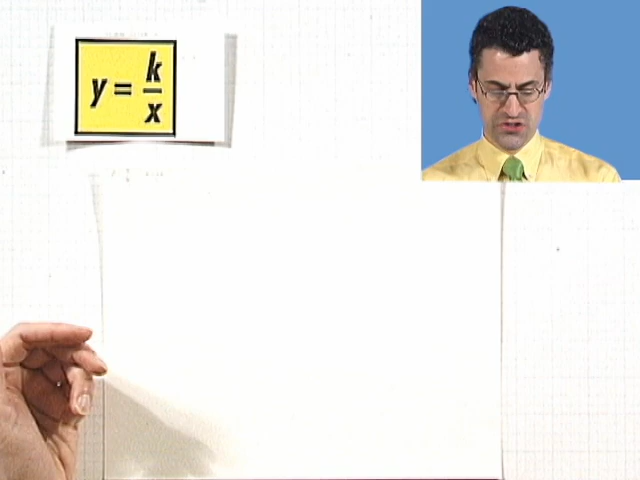 y = k/x